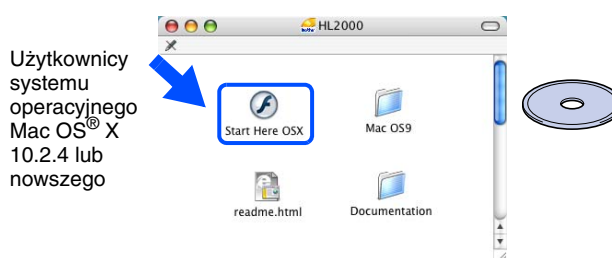 HL2000
Użytkownicy
systemu
operacyjnego
Mac OS® X
10.2.4 lub
nowszego
Start Here OSX
Mac OS9
readme.html
Documentation